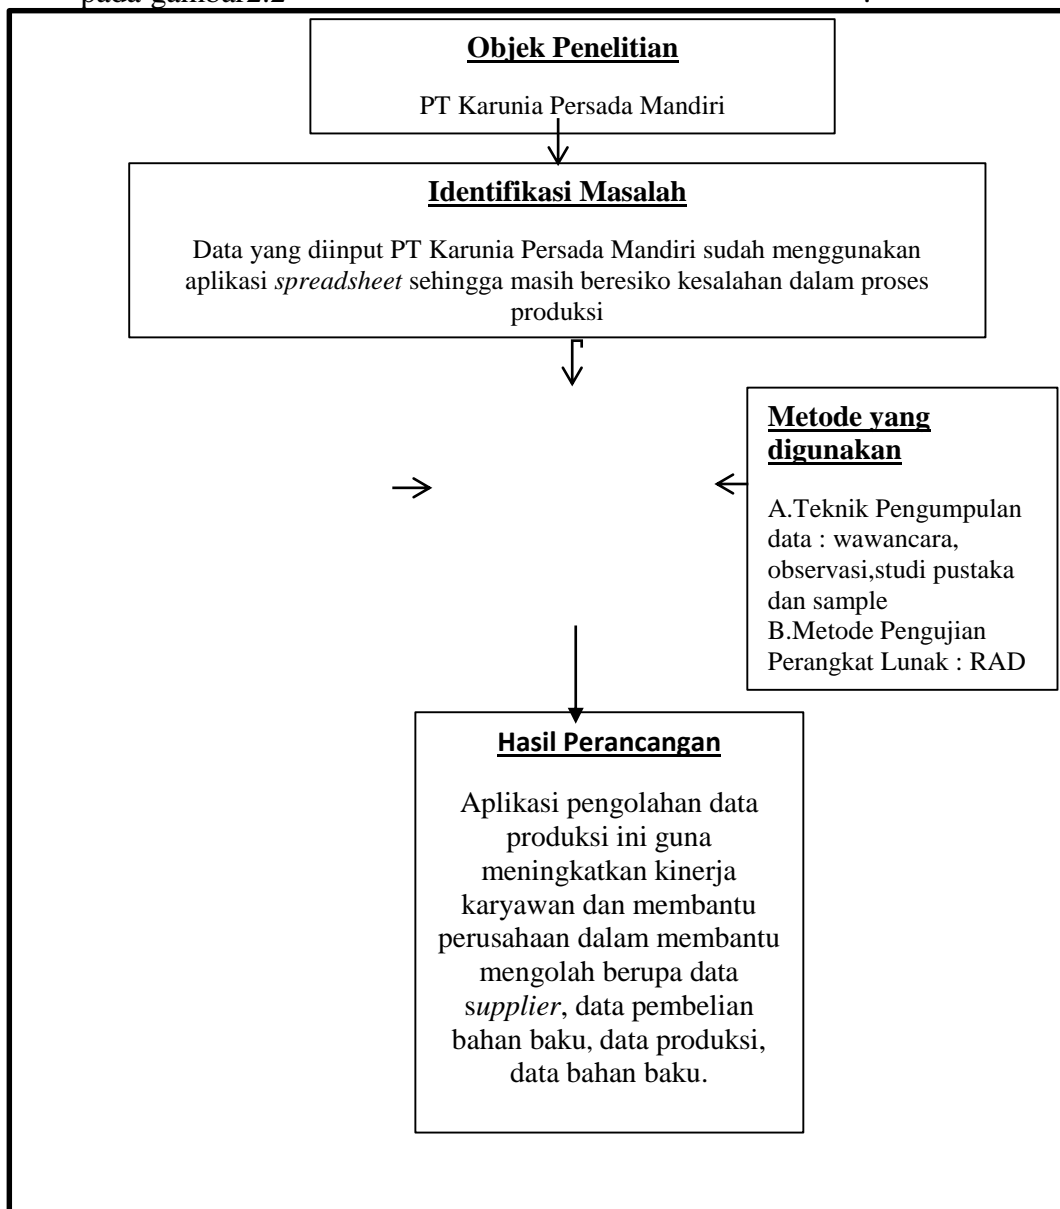 pada gambar2.2
Objek Penelitian
PT Karunia Persada Mandiri
Identifikasi Masalah
Data yang diinput PT Karunia Persada Mandiri sudah menggunakan
aplikasi spreadsheet sehingga masih beresiko kesalahan dalam proses
produksi
Metode yang
digunakan
A.Teknik Pengumpulan
data : wawancara,
observasi,studi pustaka
dan sample
B.Metode Pengujian
Perangkat Lunak : RAD
Hasil Perancangan
Aplikasi pengolahan data
produksi ini guna
meningkatkan kinerja
karyawan dan membantu
perusahaan dalam membantu
mengolah berupa data
supplier, data pembelian
bahan baku, data produksi,
data bahan baku.